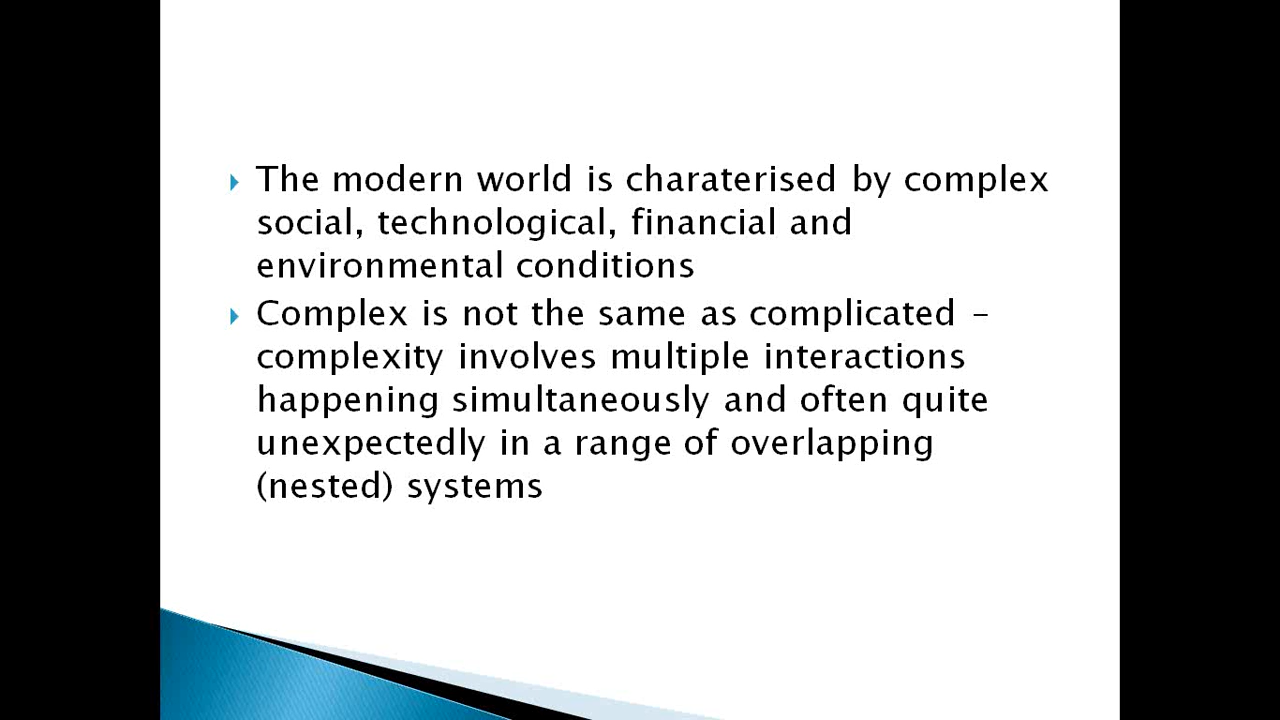 The modern world is charaterised by complex
social, technological, financial and
environmental conditions
Complex is not the same as complicated –
complexity involves multiple interactions
happening simultaneously and often quite
unexpectedly in a range of overlapping
(nested) systems